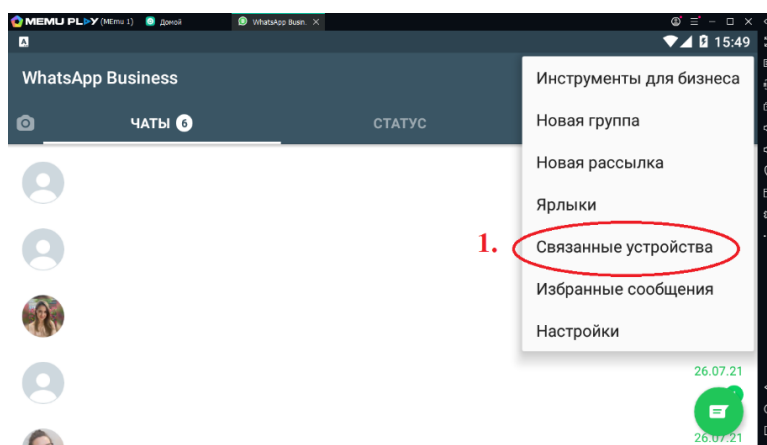 MEMU PLAY (MEmu 1) Домой WhatsApp Busn.
15:49
WhatsApp Business
ЧАТЫ 6 СТАТУС
Инструменты для бизнеса
Новая группа
Новая рассылка
Ярлыки
1. Связанные устройства
Избранные сообщения
Настройки
26.07.21
26.07.21